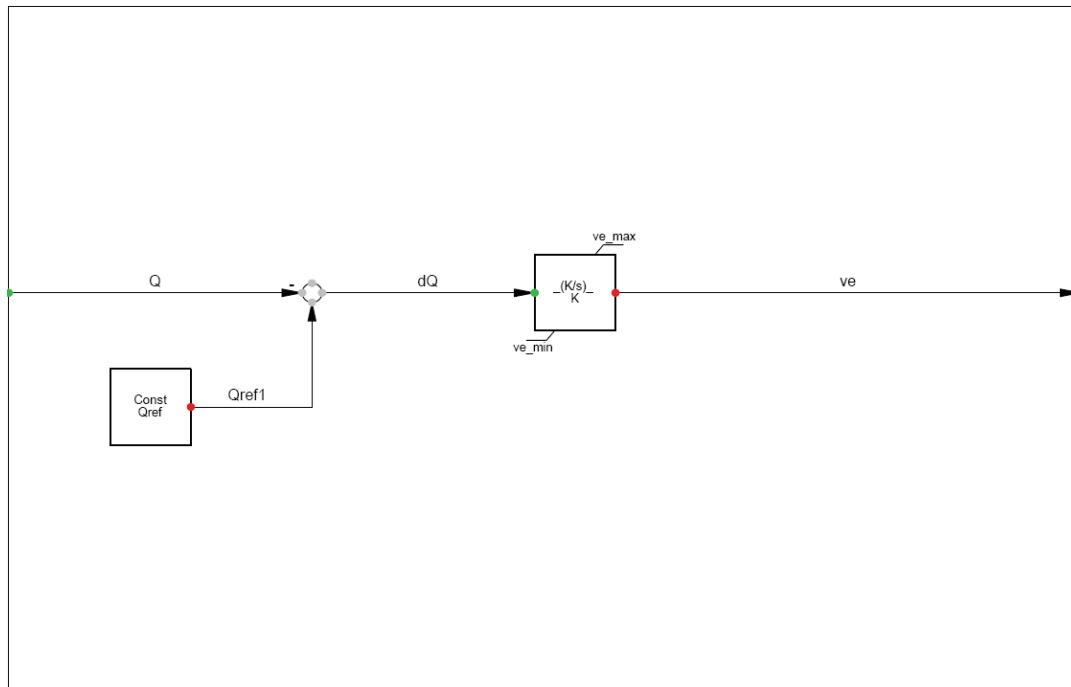 ve_max
Q
-
dQ
_(K/s)_
K
ve
ve_min
Const
Qref
Qref1